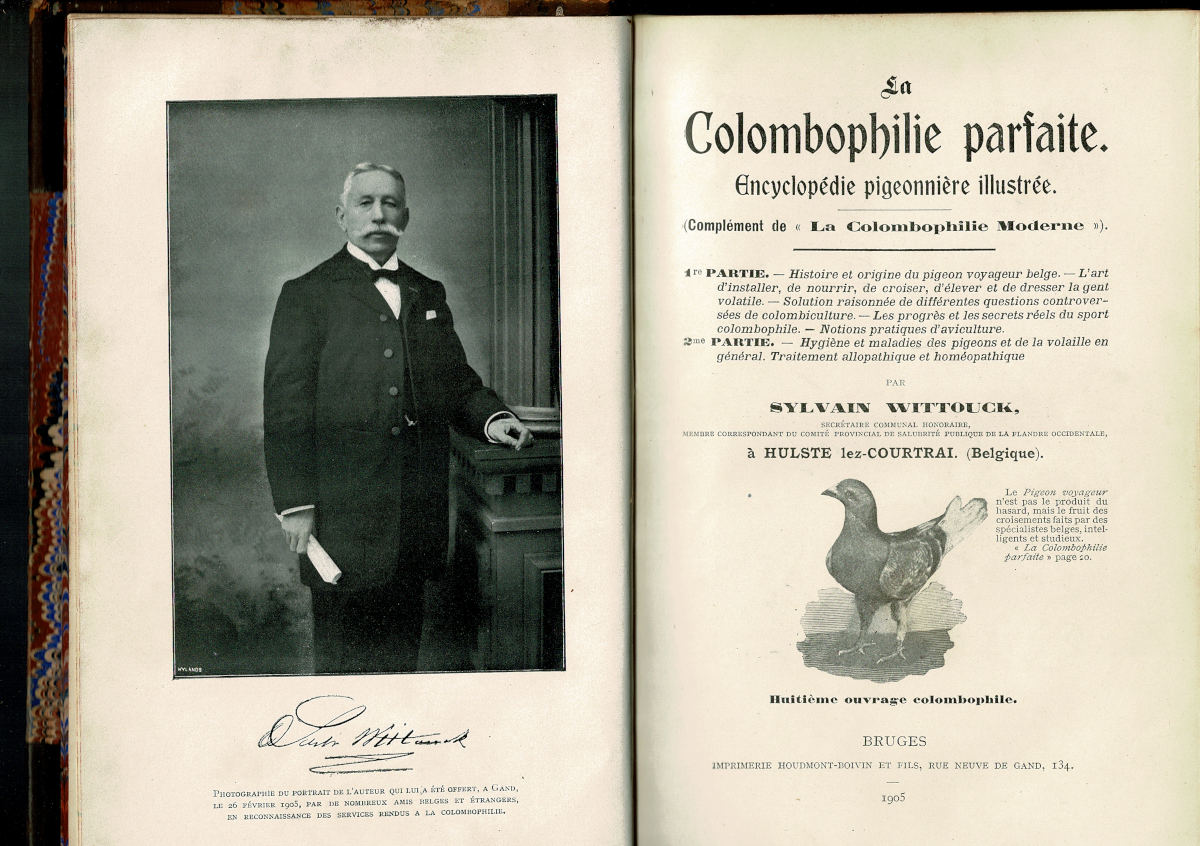 WYLANDS
Sylv. Wittouck
PHOTOGRAPHIE DU PORTRAIT DE L'AUTEUR QUI LUI A ÉTÉ OFFERT, A GAND,
LE 26 FÉVRIER 1905, PAR DE NOMBREUX AMIS BELGES ET ÉTRANGERS,
EN RECONNAISSANCE DES SERVICES RENDUS A LA COLOMBOPHILIE.
La
Colombophilie parfaite.
Encyclopédie pigeonnière illustrée.
(Complément de « La Colombophilie Moderne »).
1re PARTIE. — Histoire et origine du pigeon voyageur belge. — L'art
d'installer, de nourrir, de croiser, d'élever et de dresser la gent
volatile. — Solution raisonnée de différentes questions controver-
sées de colombiculture. — Les progrès et les secrets réels du sport
colombophile. — Notions pratiques d'aviculture.
2me PARTIE. — Hygiène et maladies des pigeons et de la volaille en
général. Traitement allopathique et homéopathique
PAR
SYLVAIN WITTOUCK,
SECRÉTAIRE COMMUNAL HONORAIRE,
MEMBRE CORRESPONDANT DU COMITÉ PROVINCIAL DE SALUBRITÉ PUBLIQUE DE LA FLANDRE OCCIDENTALE,
à HULSTE lez-COURTRAI. (Belgique).
Le Pigeon voyageur
n'est pas le produit du
hasard, mais le fruit des
croisements faits par des
spécialistes belges, intel-
ligents et studieux.
« La Colombophilie
parfaite » page 20.
Huitième ouvrage colombophile.
BRUGES
IMPRIMERIE HOUDMONT-BOIVIN ET FILS, RUE NEUVE DE GAND, 134.
1905